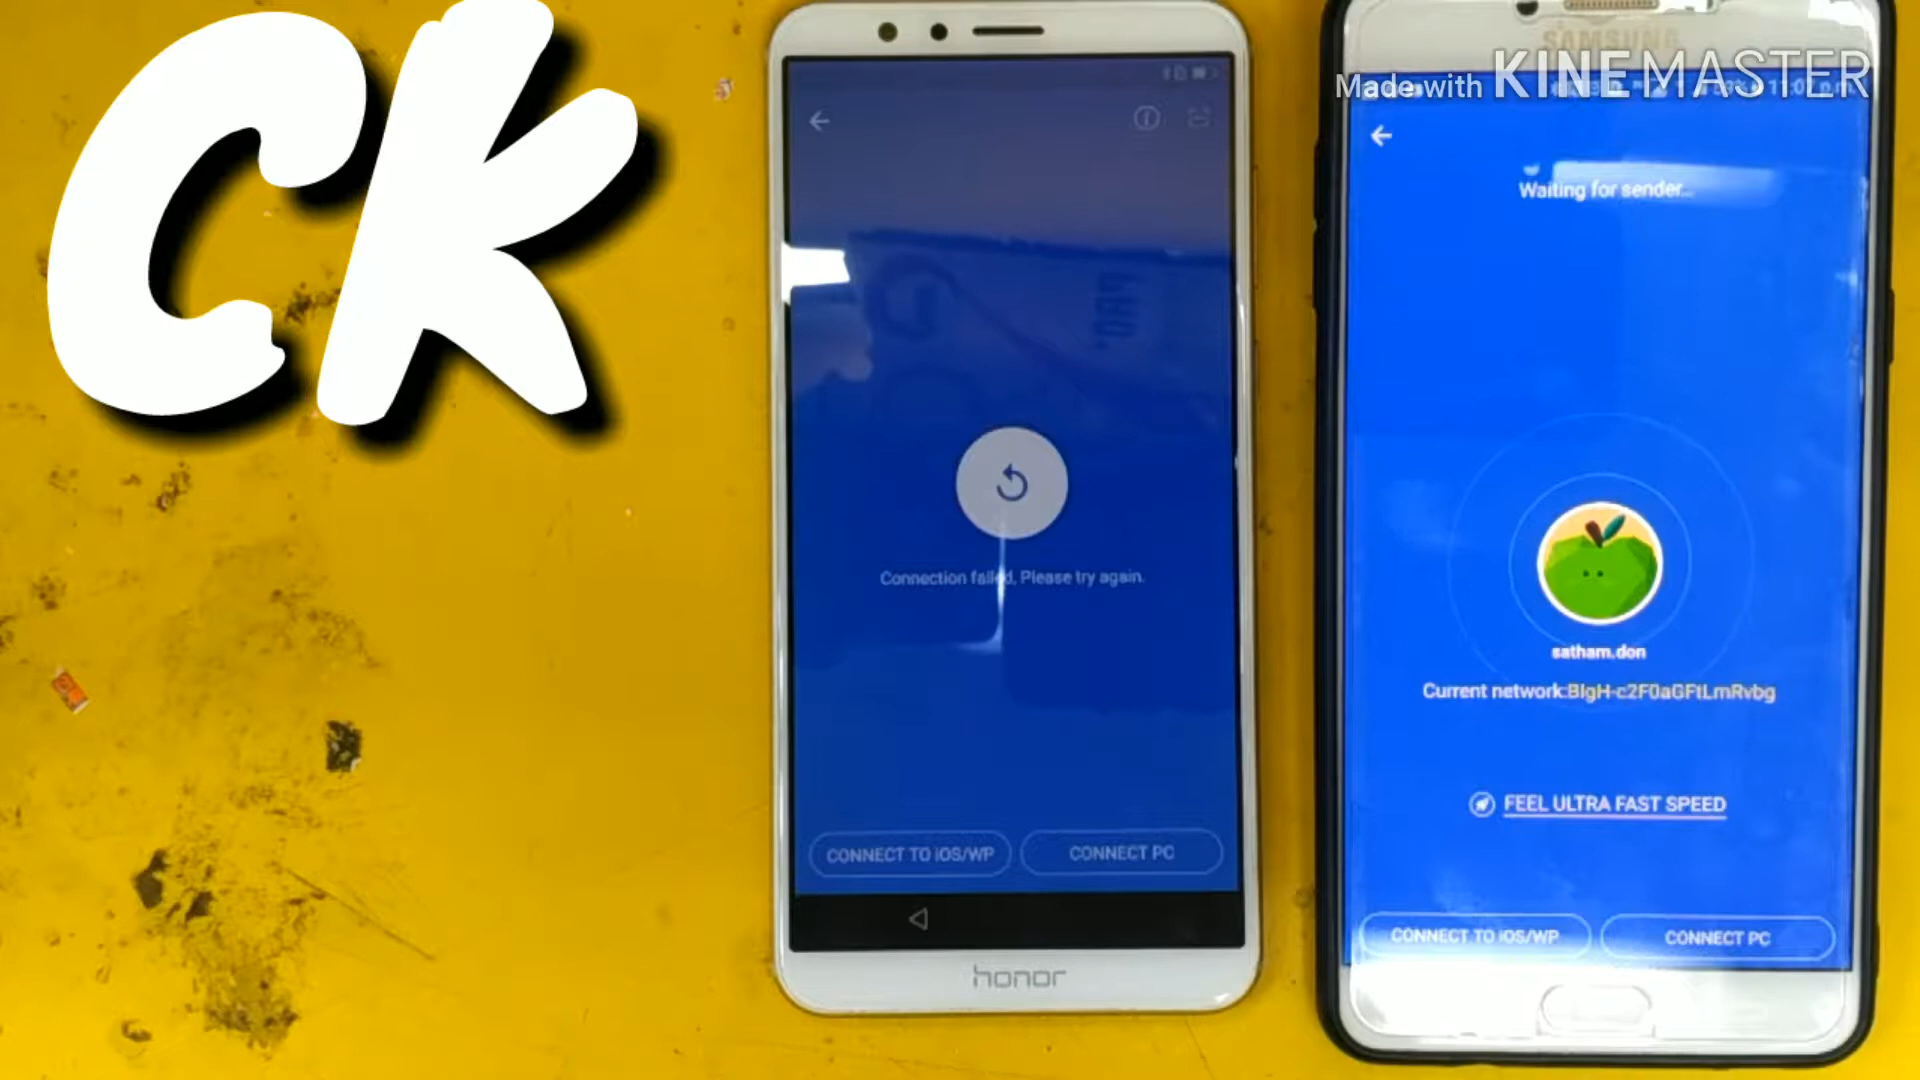 CK
Made with KINEMASTER
SAMSUNG
Waiting for sender...
Connection failed, Please try again.
satham.don
Current network:BlgH-c2F0aGFtLmRvbg
FEEL ULTRA FAST SPEED
CONNECT TO iOS/WP
CONNECT PC
CONNECT TO iOS/WP
CONNECT PC
honor